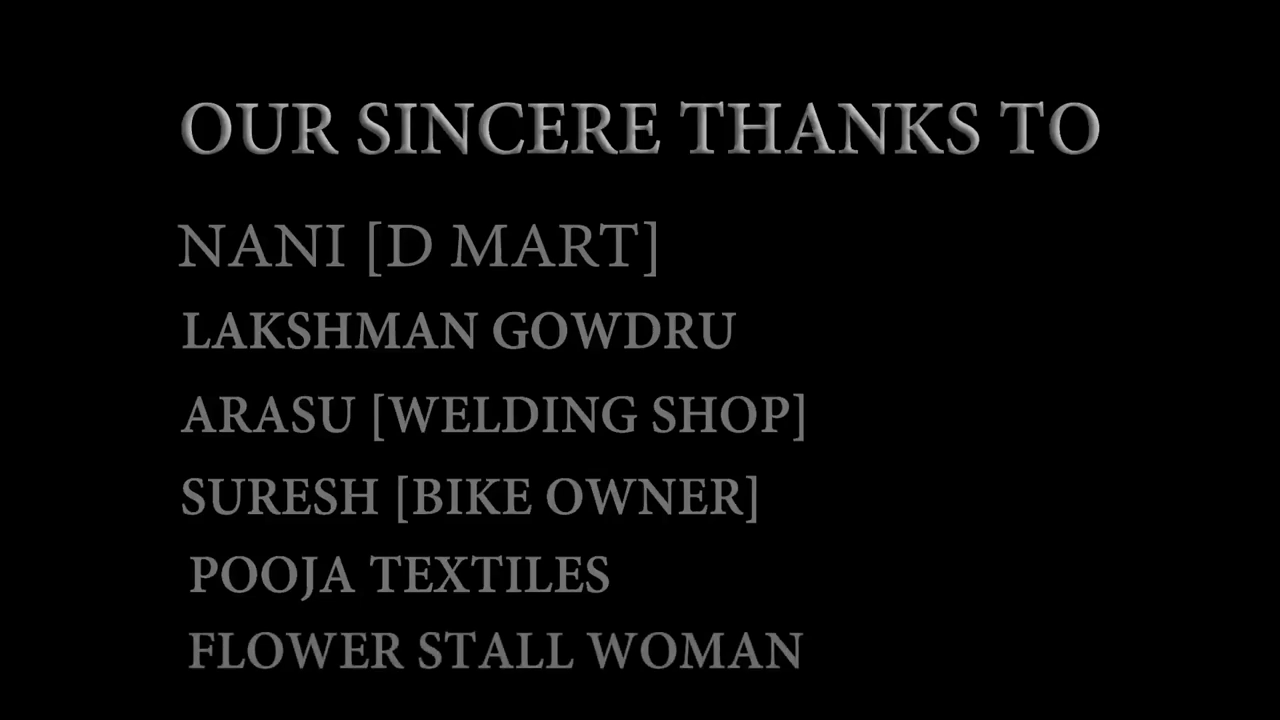 OUR SINCERE THANKS TO
NANI [D MART]
LAKSHMAN GOWDRU
ARASU [WELDING SHOP]
SURESH [BIKE OWNER]
POOJA TEXTILES
FLOWER STALL WOMAN